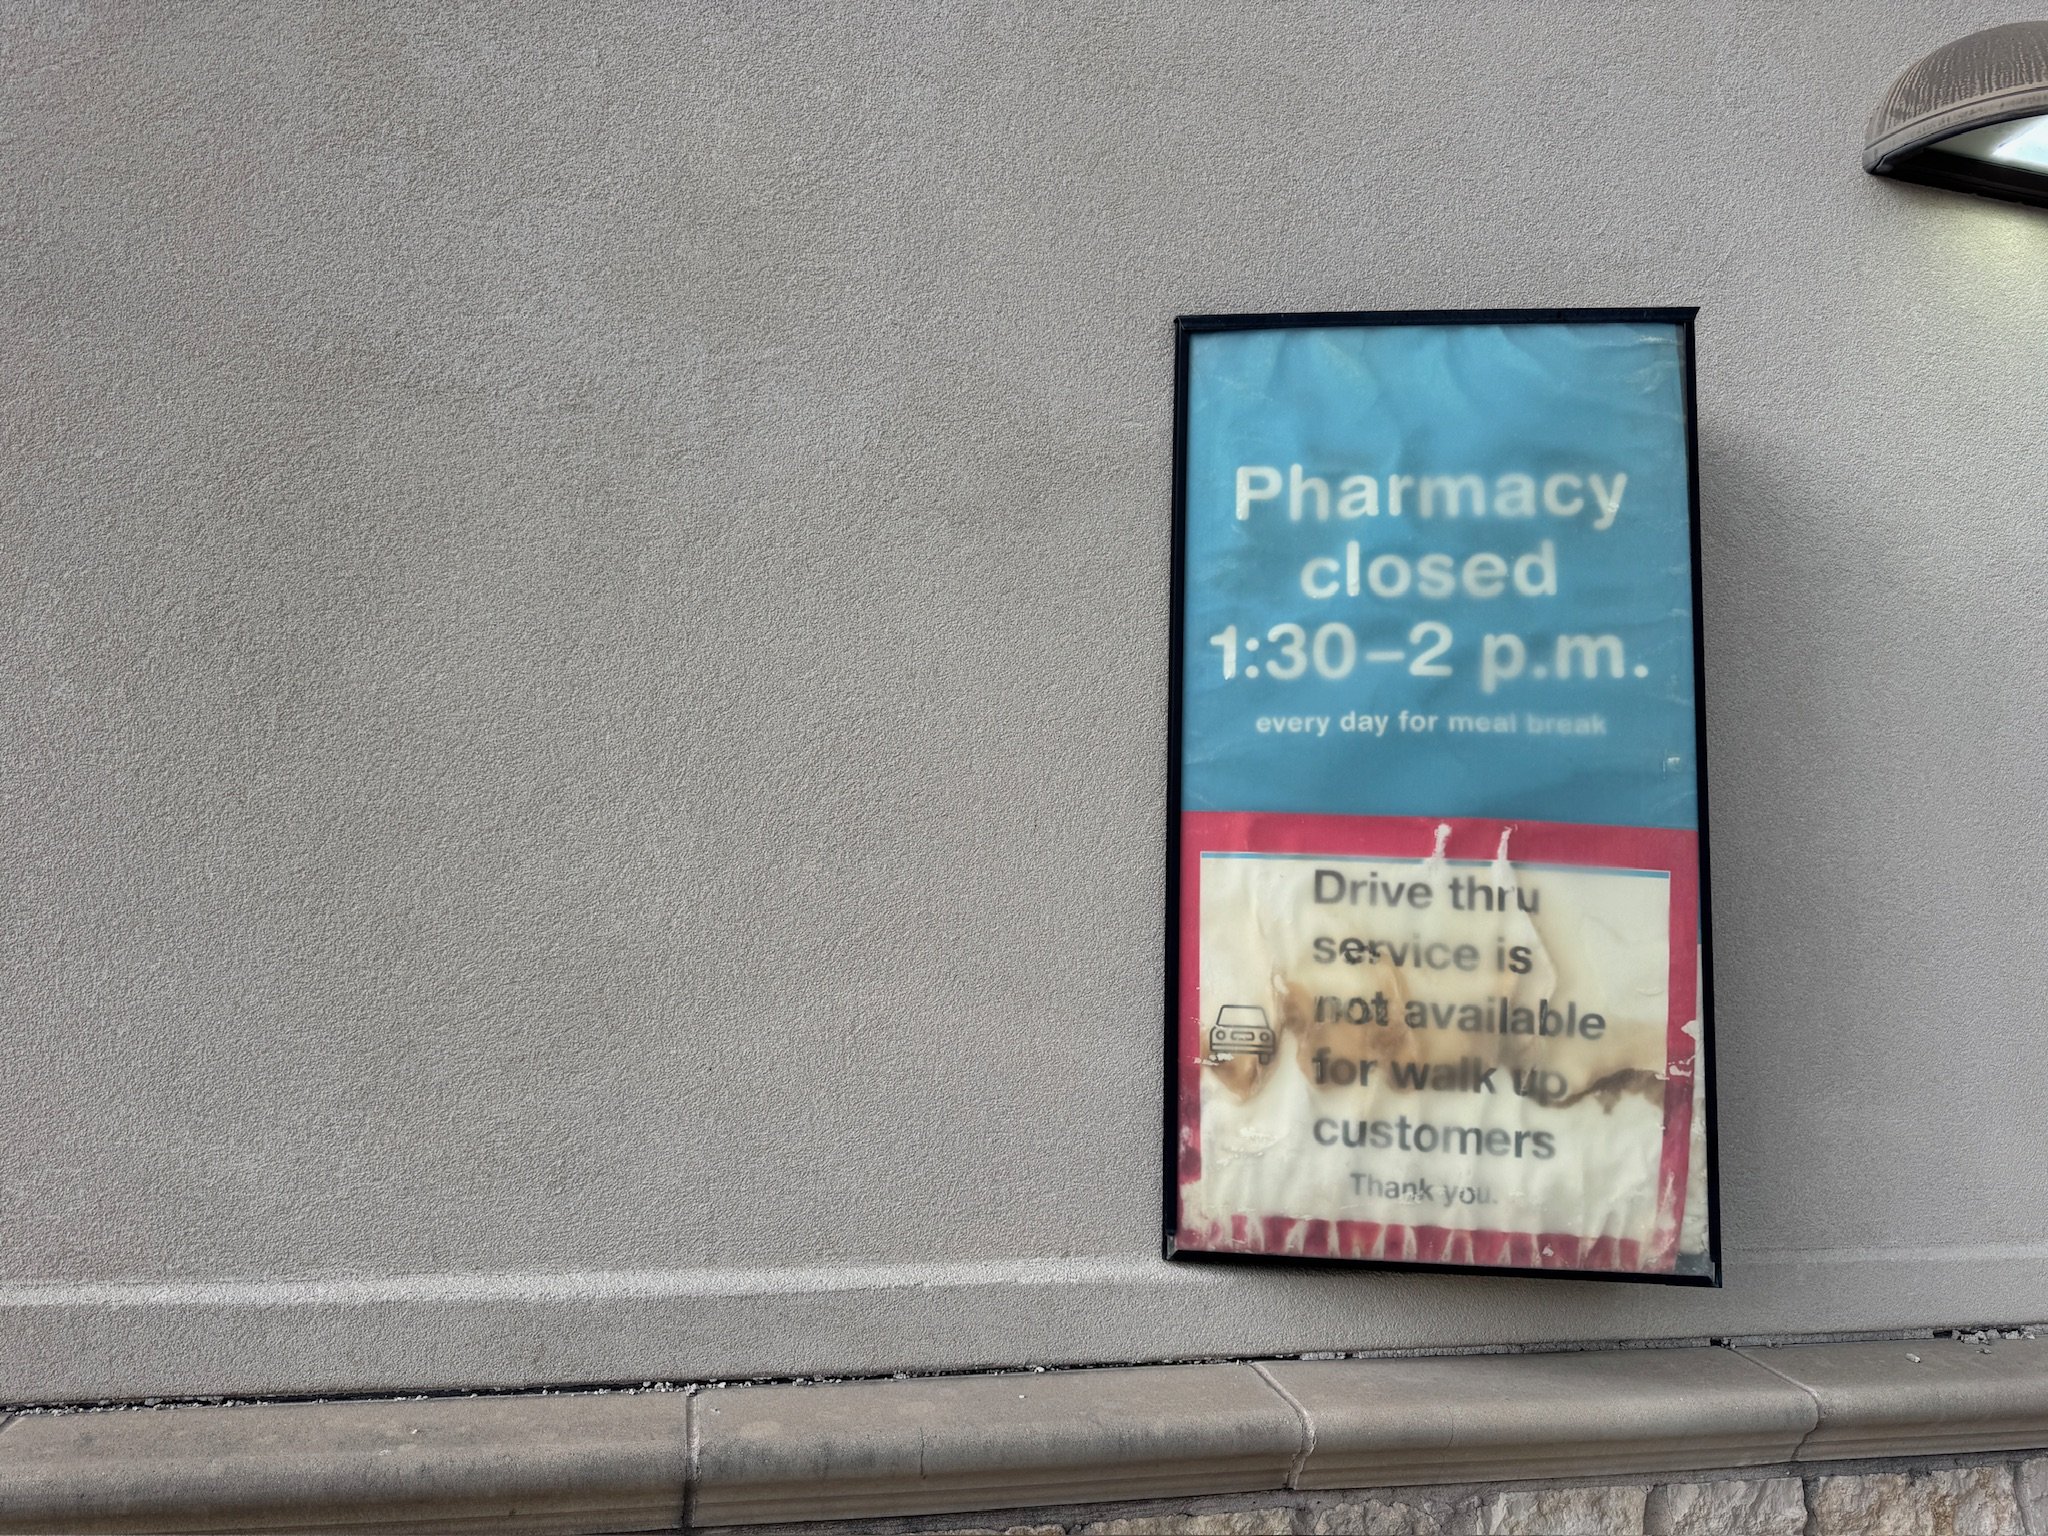 Pharmacy
closed
1:30–2 p.m.
every day for meal break
Drive thru
service is
not available
for walk up
customers
Thank you.